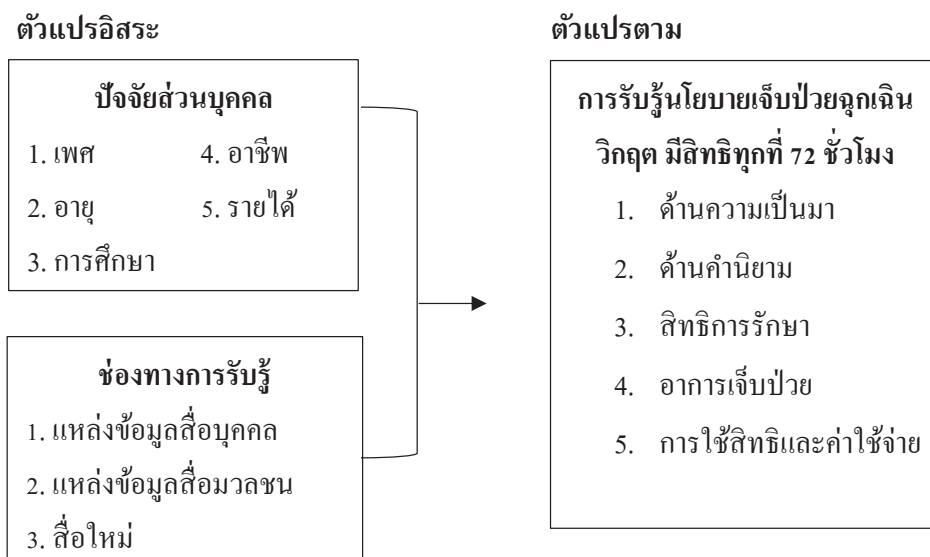 ตัวแปรอิสระ
ปัจจัยส่วนบุคคล
1. เพศ 4. อาชีพ
2. อายุ 5. รายได้
3. การศึกษา
ช่องทางการรับรู้
1. แหล่งข้อมูลสื่อบุคคล
2. แหล่งข้อมูลสื่อมวลชน
3. สื่อใหม่
ตัวแปรตาม
การรับรู้นโยบายเจ็บป่วยฉุกเฉิน
วิกฤต มีสิทธิทุกที่ 72 ชั่วโมง
1. ด้านความเป็นมา
2. ด้านคำนิยาม
3. สิทธิการรักษา
4. อาการเจ็บป่วย
5. การใช้สิทธิและค่าใช้จ่าย